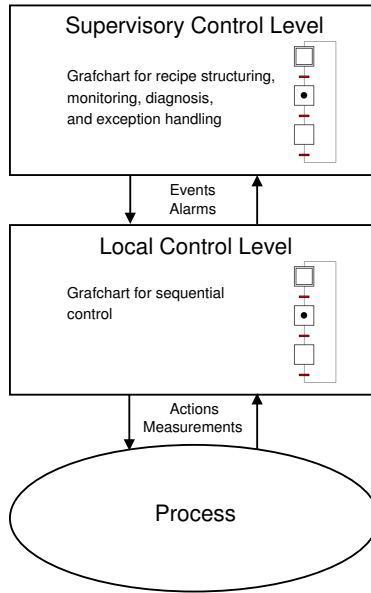 Supervisory Control Level
Grafchart for recipe structuring,
monitoring, diagnosis,
and exception handling
Events
Alarms
Local Control Level
Grafchart for sequential
control
Actions
Measurements
Process